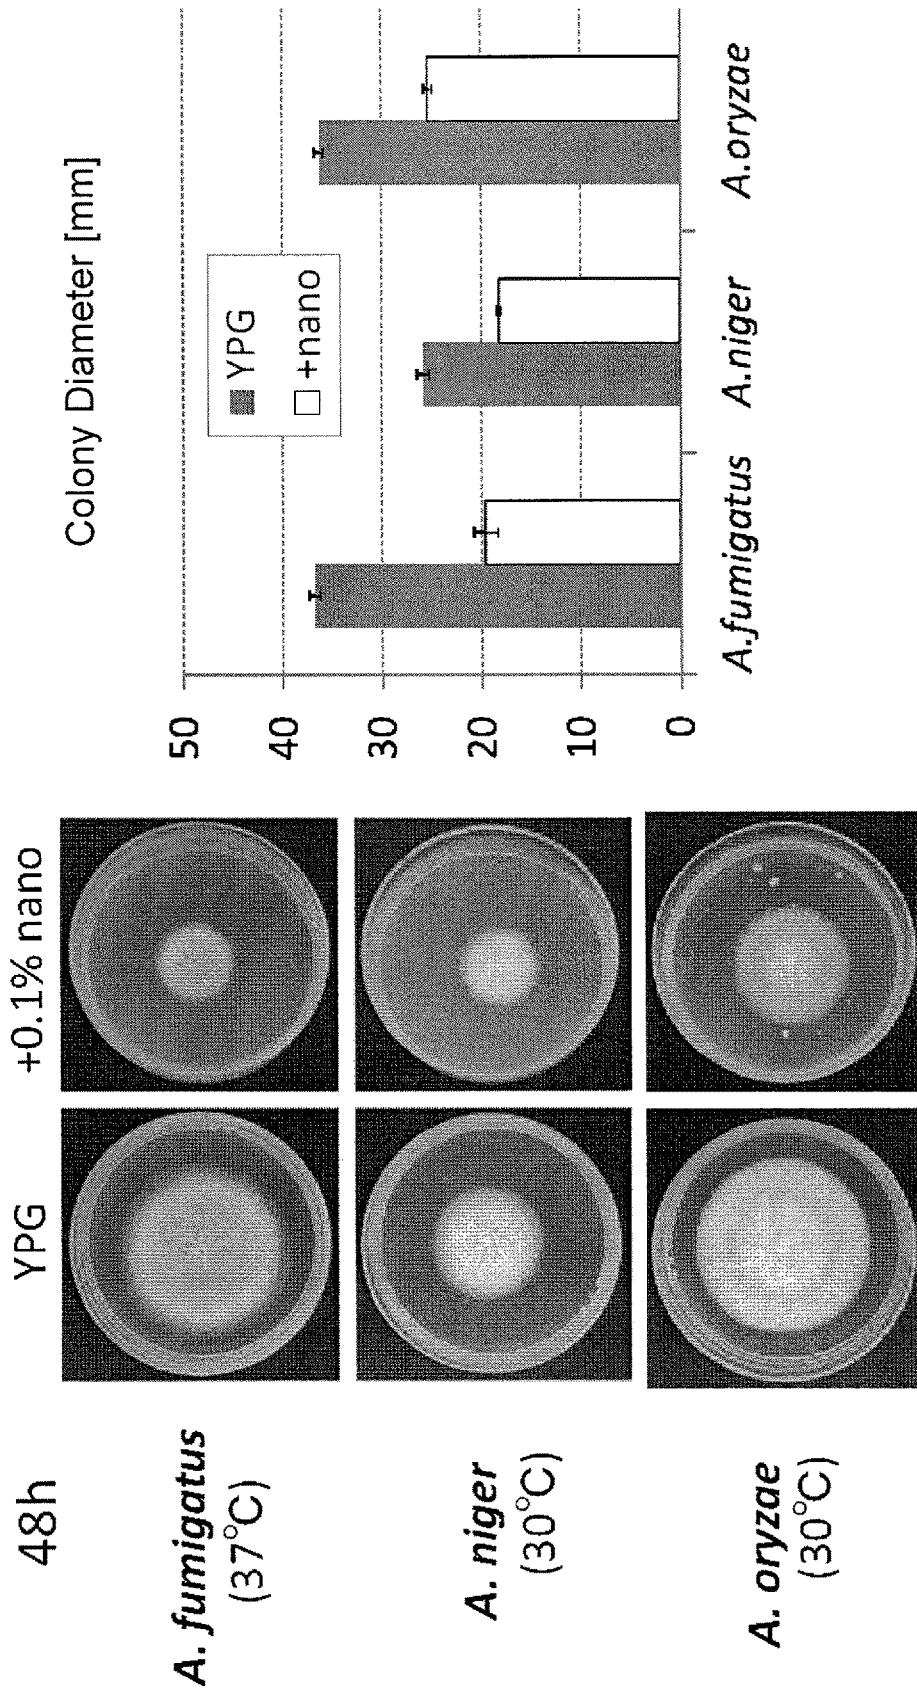 48h
YPG
+0.1% nano
A. fumigatus
(37°C)
A. niger
(30°C)
A. oryzae
(30°C)
Colony Diameter [mm]
YPG
+nano
50
40
30
20
10
0
A.fumigatus
A.niger
A.oryzae